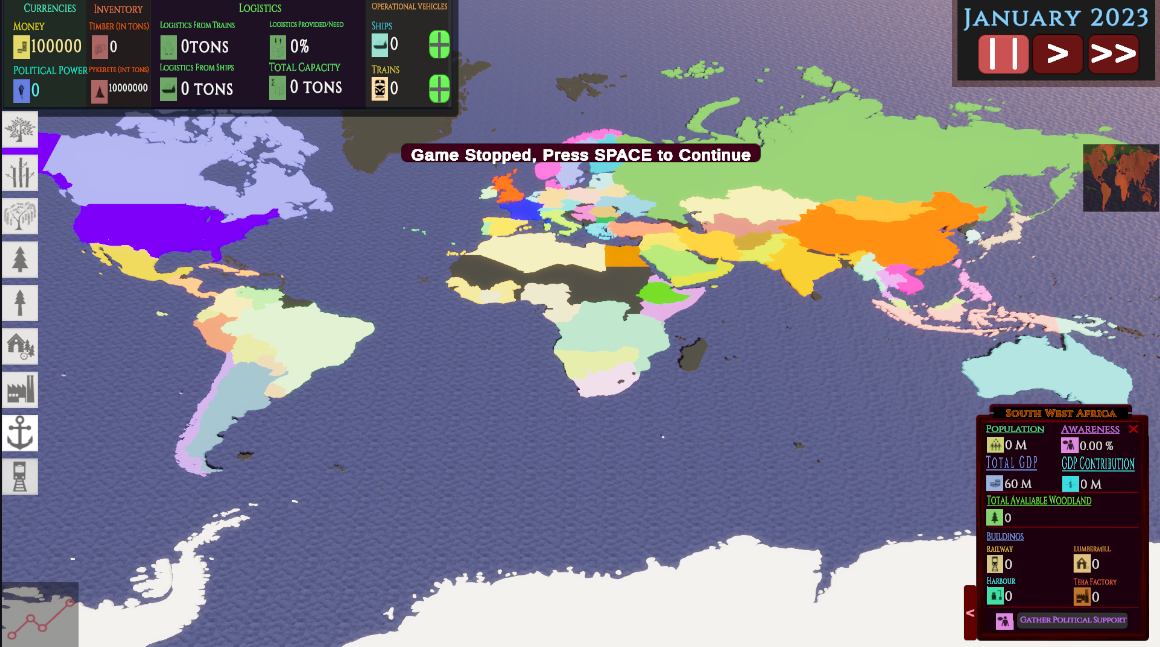 Currencies
Inventory
Logistics
Operational Vehicles
Money
100000
Timber (in tons)
0
Logistics From Trains
0TONS
Logistics Provided/Need
0%
Ships
0
Political Power
0
Pykrete (int tons)
10000000
Logistics From Ships
0 TONS
Total Capacity
0 TONS
Trains
0
January 2023
Game Stopped, Press SPACE to Continue
South West Africa
Population
Awareness
0 M
0.00 %
Total GDP
GDP Contribution
60 M
0 M
Total Avaliable Woodland
0
Buildings
Railway
Lumbermill
0
0
Harbour
Teha Factory
0
0
Gather Political Support